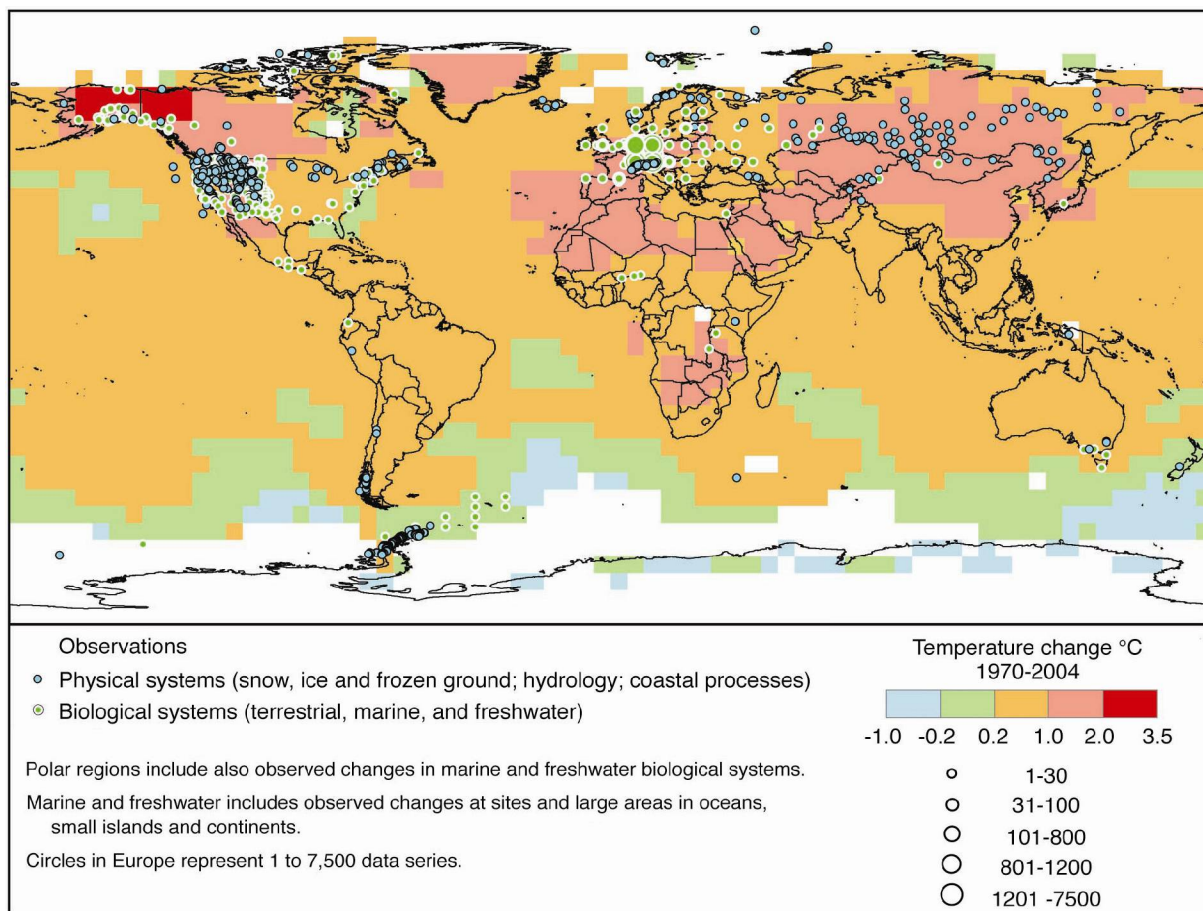 Observations
Physical systems (snow, ice and frozen ground; hydrology; coastal processes)
Biological systems (terrestrial, marine, and freshwater)
Polar regions include also observed changes in marine and freshwater biological systems.
Marine and freshwater includes observed changes at sites and large areas in oceans,
small islands and continents.
Circles in Europe represent 1 to 7,500 data series.
Temperature change °C
1970-2004
-1.0 -0.2 0.2 1.0 2.0 3.5
1-30
31-100
101-800
801-1200
1201 -7500